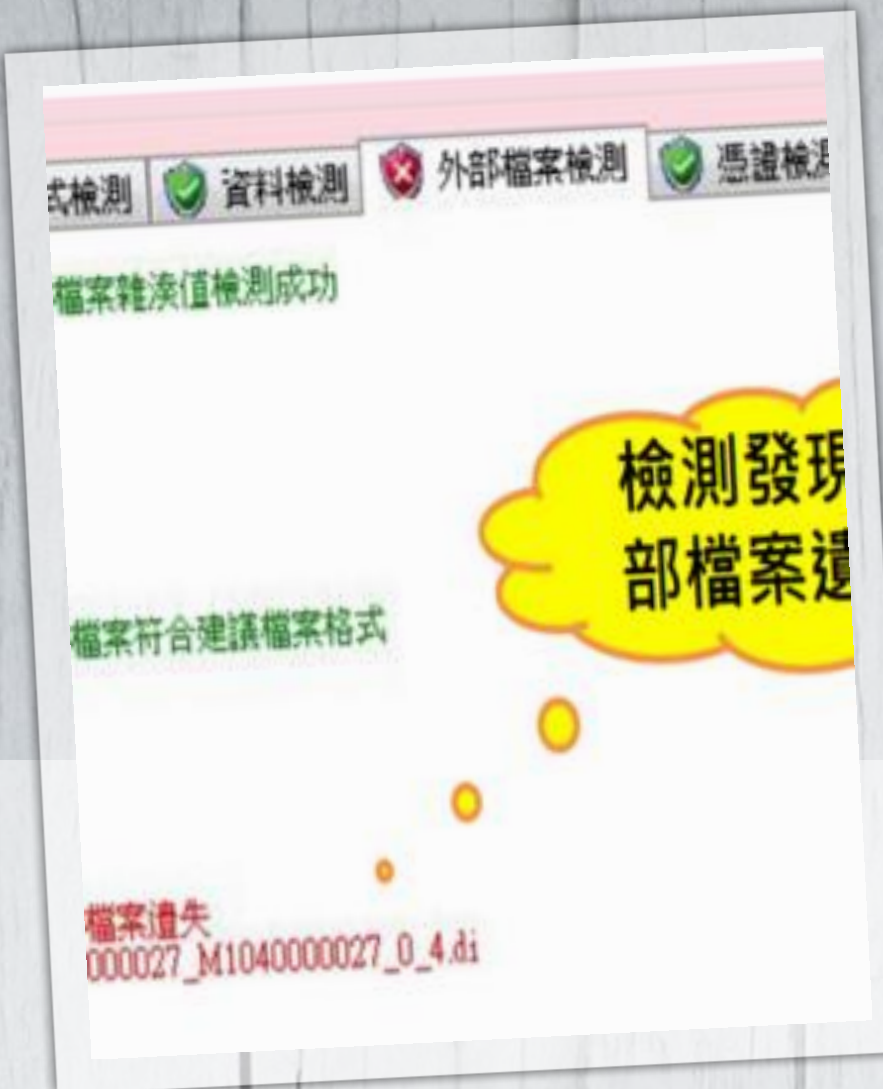 式檢測
資料檢測
外部檔案檢測
憑證檢測
檔案雜湊值檢測成功
檢測發現
部檔案遺
檔案符合建議檔案格式
檔案遺失
000027_M1040000027_0_4.di